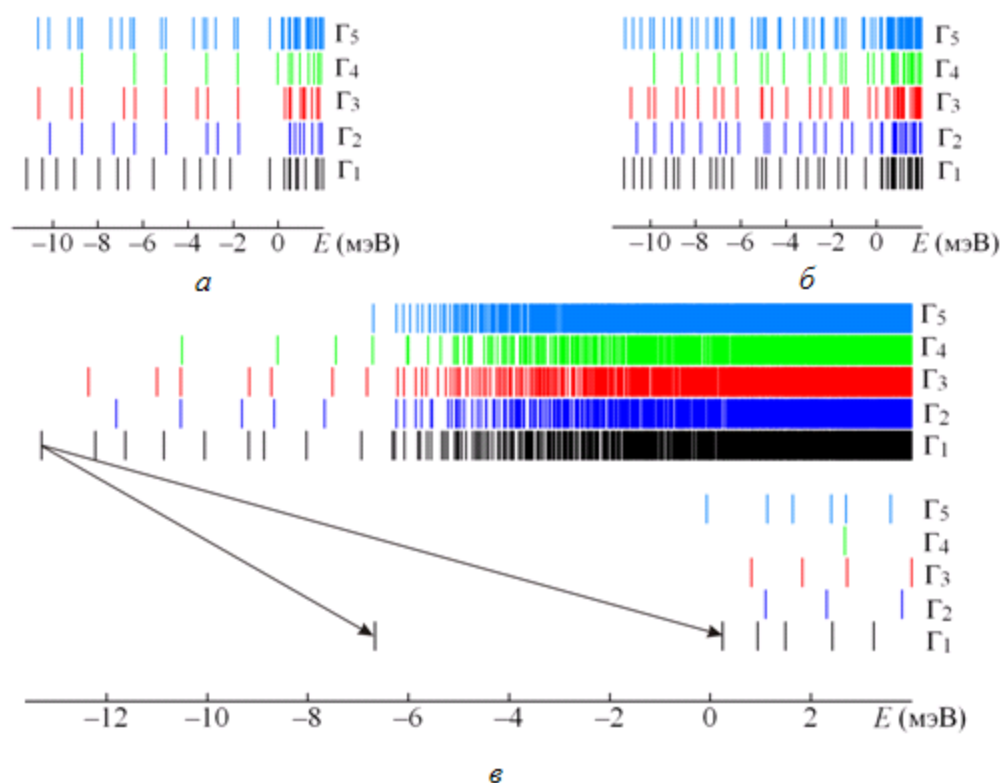 Γ5 Γ5
Γ4 Γ4
Γ3 Γ3
Γ2 Γ2
Γ1 Γ1
–10 –8 –6 –4 –2 0 E (мэВ) –10 –8 –6 –4 –2 0 E (мэВ)
а б
Γ5
Γ4
Γ3
Γ2
Γ1
Γ5
Γ4
Γ3
Γ2
Γ1
–12 –10 –8 –6 –4 –2 0 2 E (мэВ)
в